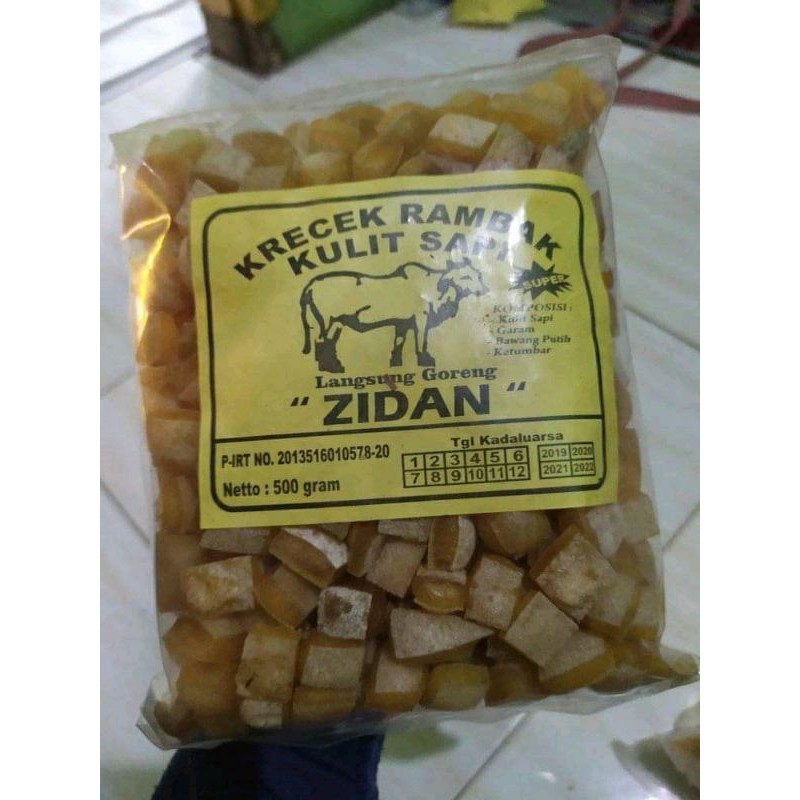 KRECEK RAMBAK
KULIT SAPI
SUPER
KOMPOSISI :
- Kulit Sapi
- Garam
- Bawang Putih
- Ketumbar
Langsung Goreng
" ZIDAN "
P-IRT NO. 2013516010578-20
Netto : 500 gram
Tgl Kadaluarsa
1 2 3 4 5 6
7 8 9 10 11 12
2019 2020
2021 2022